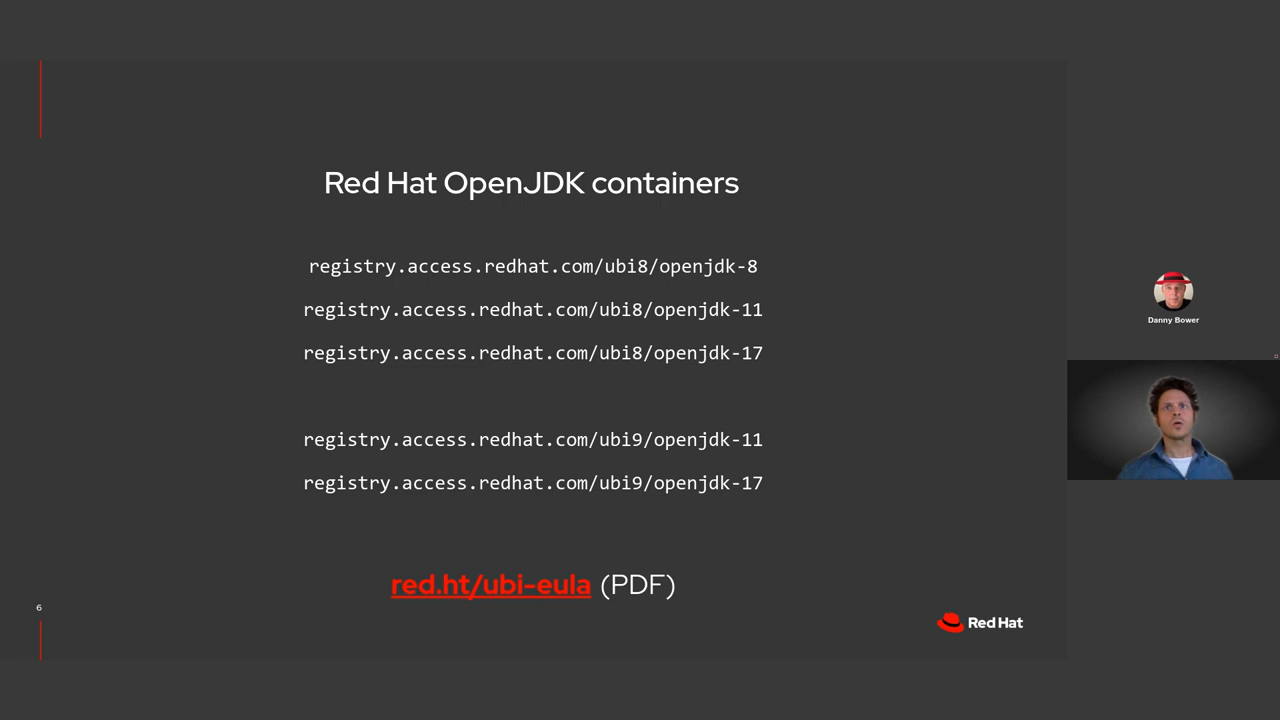 Red Hat OpenJDK containers
registry.access.redhat.com/ubi8/openjdk-8
registry.access.redhat.com/ubi8/openjdk-11
registry.access.redhat.com/ubi8/openjdk-17
registry.access.redhat.com/ubi9/openjdk-11
registry.access.redhat.com/ubi9/openjdk-17
red.ht/ubi-eula (PDF)
6
Red Hat
Danny Bower